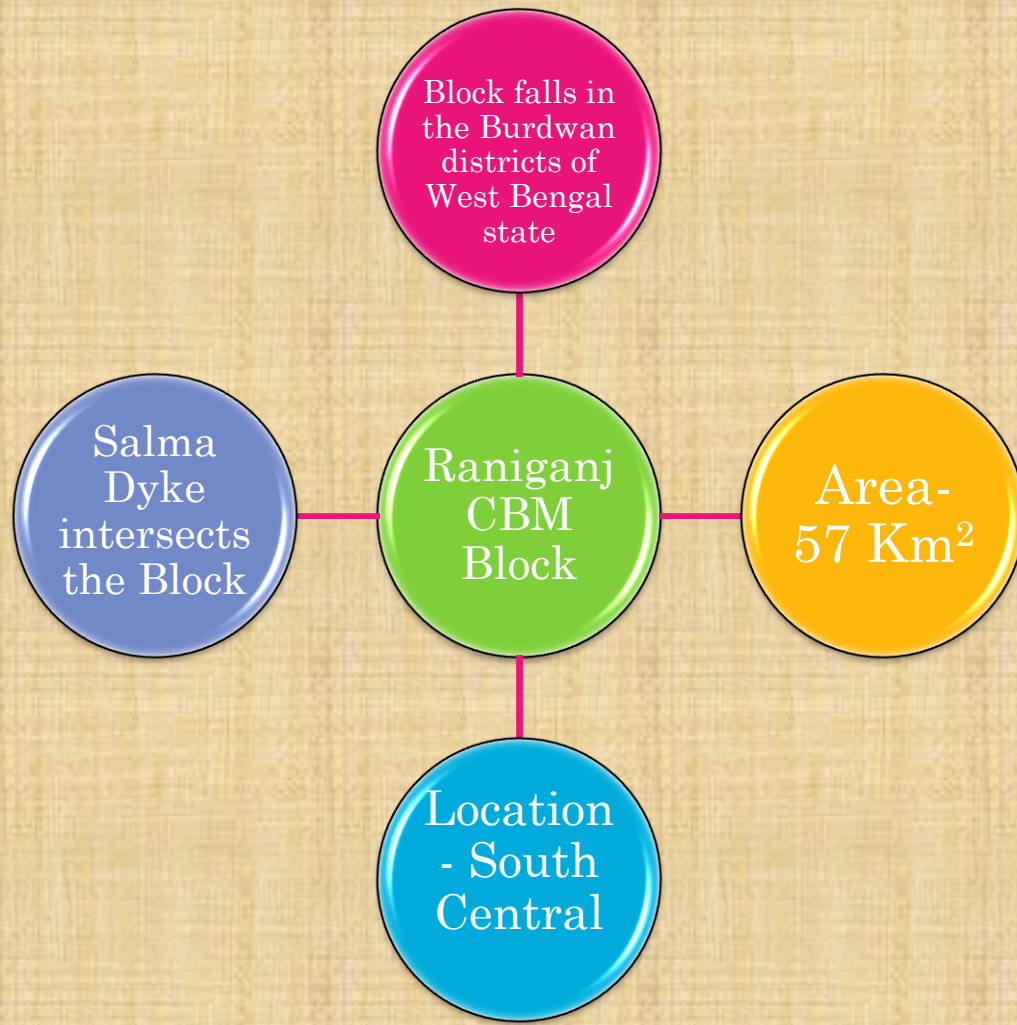 Block falls in
the Burdwan
districts of
West Bengal
state
Salma
Dyke
intersects
the Block
Raniganj
CBM
Block
Area-
57 Km²
Location
- South
Central